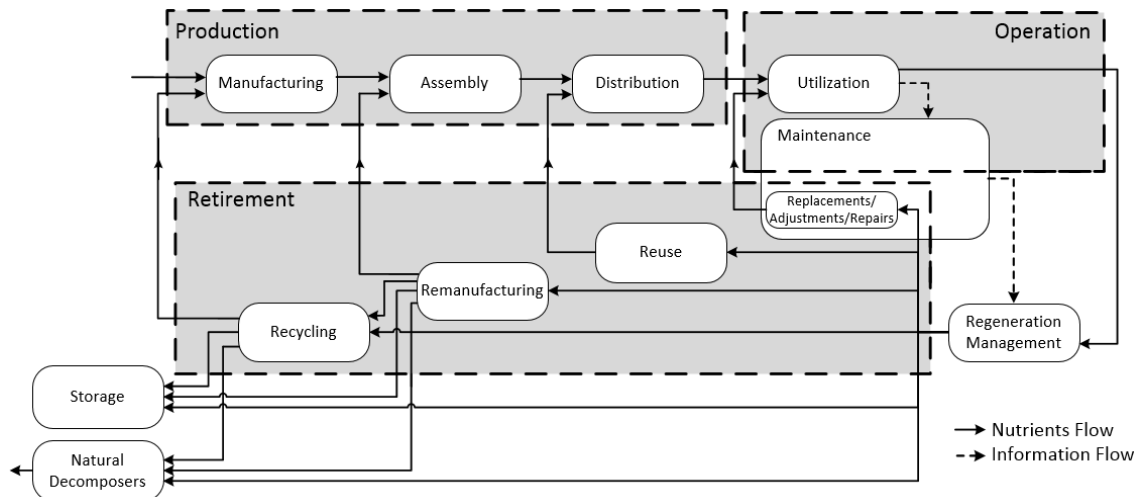 Production
Operation
Manufacturing
Assembly
Distribution
Utilization
Maintenance
Retirement
Replacements/
Adjustments/Repairs
Reuse
Remanufacturing
Recycling
Regeneration
Management
Storage
Natural
Decomposers
Nutrients Flow
Information Flow